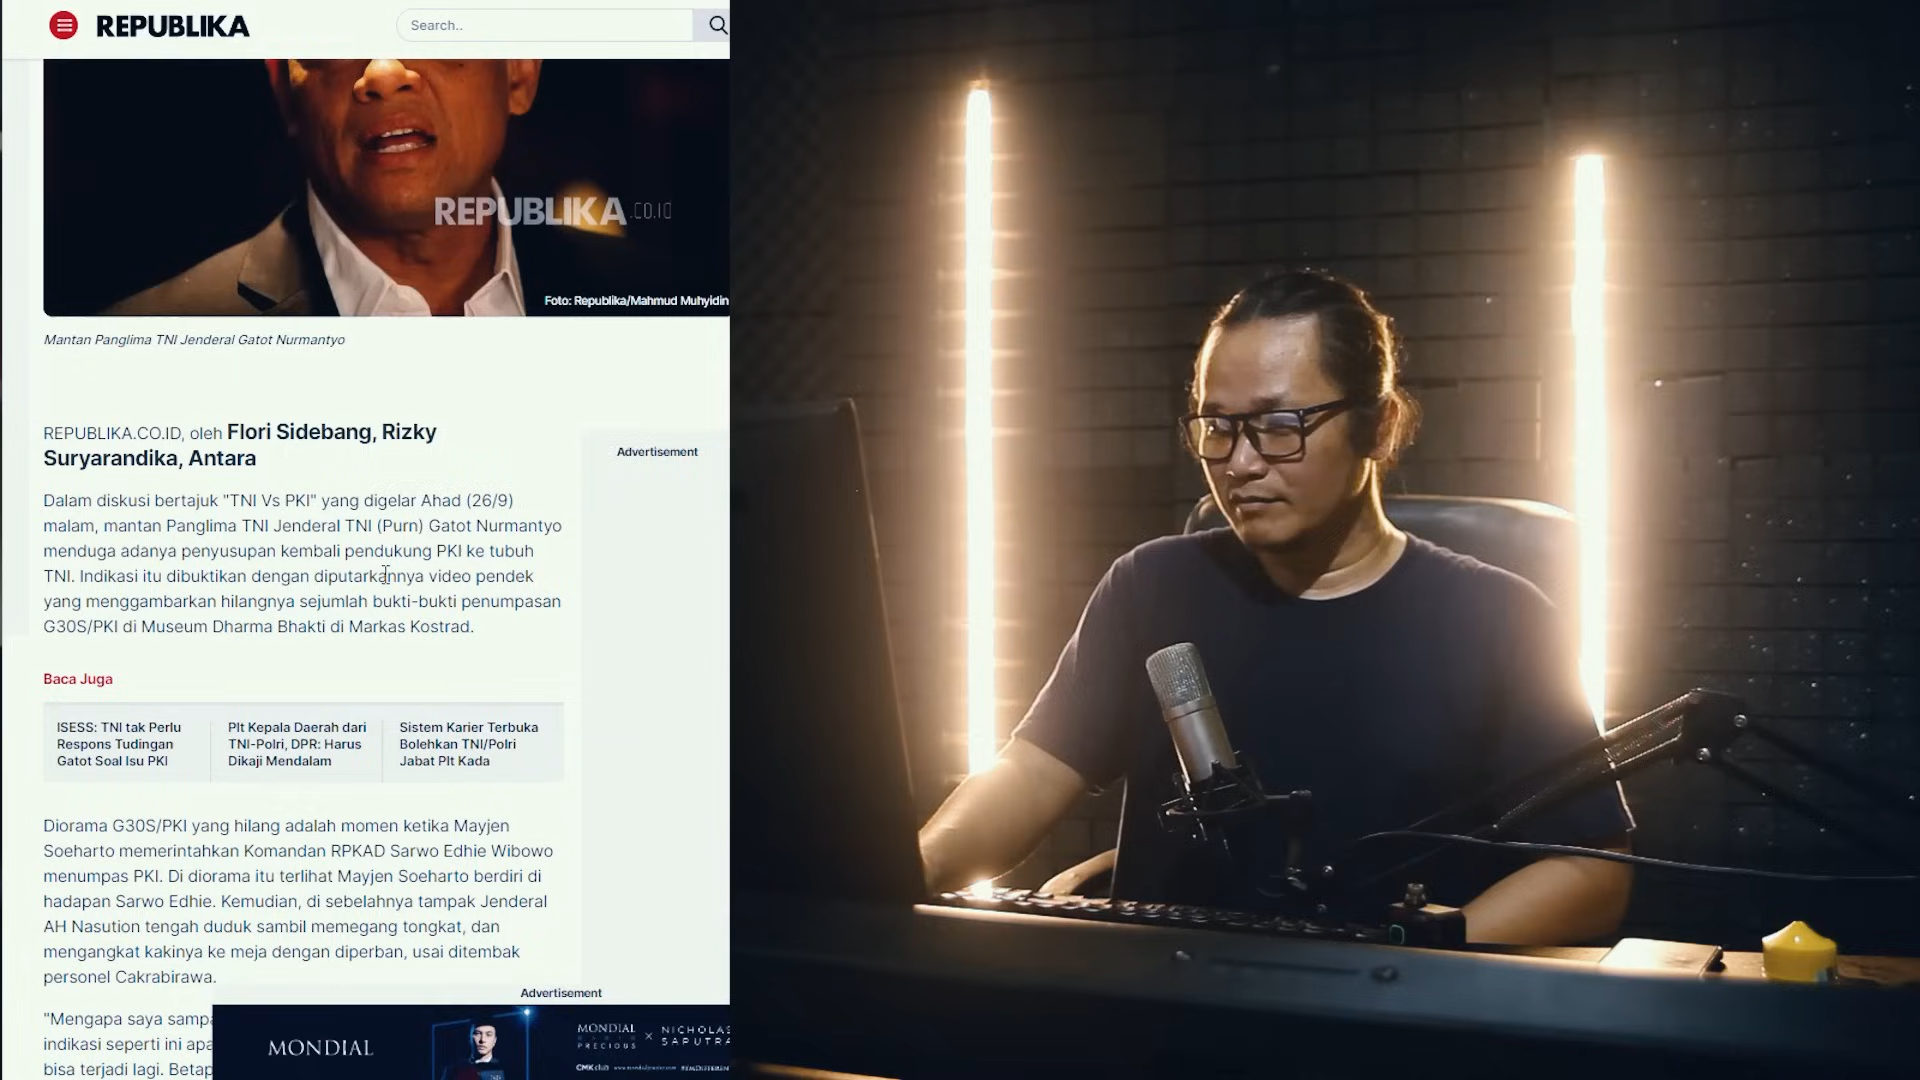 REPUBLIKA
Search..
REPUBLIKA.CO.ID
Foto: Republika/Mahmud Muhyidin
Mantan Panglima TNI Jenderal Gatot Nurmantyo
REPUBLIKA.CO.ID, oleh Flori Sidebang, Rizky
Suryarandika, Antara
Advertisement
Dalam diskusi bertajuk "TNI Vs PKI" yang digelar Ahad (26/9)
malam, mantan Panglima TNI Jenderal TNI (Purn) Gatot Nurmantyo
menduga adanya penyusupan kembali pendukung PKI ke tubuh
TNI. Indikasi itu dibuktikan dengan diputarkannya video pendek
yang menggambarkan hilangnya sejumlah bukti-bukti penumpasan
G30S/PKI di Museum Dharma Bhakti di Markas Kostrad.
Baca Juga
ISESS: TNI tak Perlu
Respons Tudingan
Gatot Soal Isu PKI
Plt Kepala Daerah dari
TNI-Polri, DPR: Harus
Dikaji Mendalam
Sistem Karier Terbuka
Bolehkan TNI/Polri
Jabat Plt Kada
Diorama G30S/PKI yang hilang adalah momen ketika Mayjen
Soeharto memerintahkan Komandan RPKAD Sarwo Edhie Wibowo
menumpas PKI. Di diorama itu terlihat Mayjen Soeharto berdiri di
hadapan Sarwo Edhie. Kemudian, di sebelahnya tampak Jenderal
AH Nasution tengah duduk sambil memegang tongkat, dan
mengangkat kakinya ke meja dengan diperban, usai ditembak
personel Cakrabirawa.
Advertisement
"Mengapa saya sampa
indikasi seperti ini apa
bisa terjadi lagi. Betap
MONDIAL
MONDIAL
PRECIOUS
×
NICHOLAS
SAPUTRA
CMK club